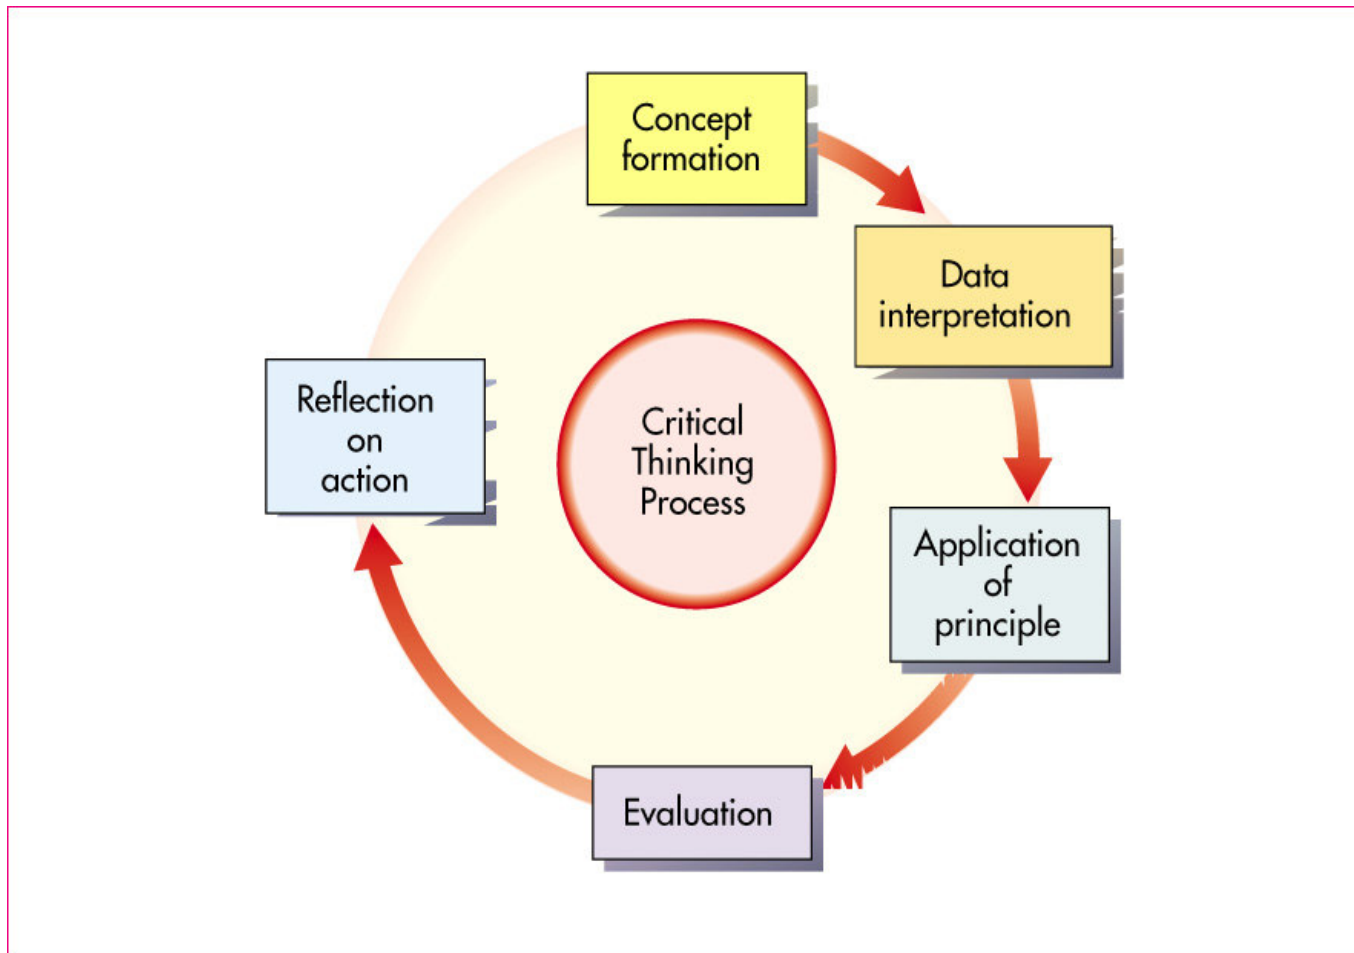 Concept
formation
Data
interpretation
Application
of
principle
Evaluation
Reflection
on
action
Critical
Thinking
Process